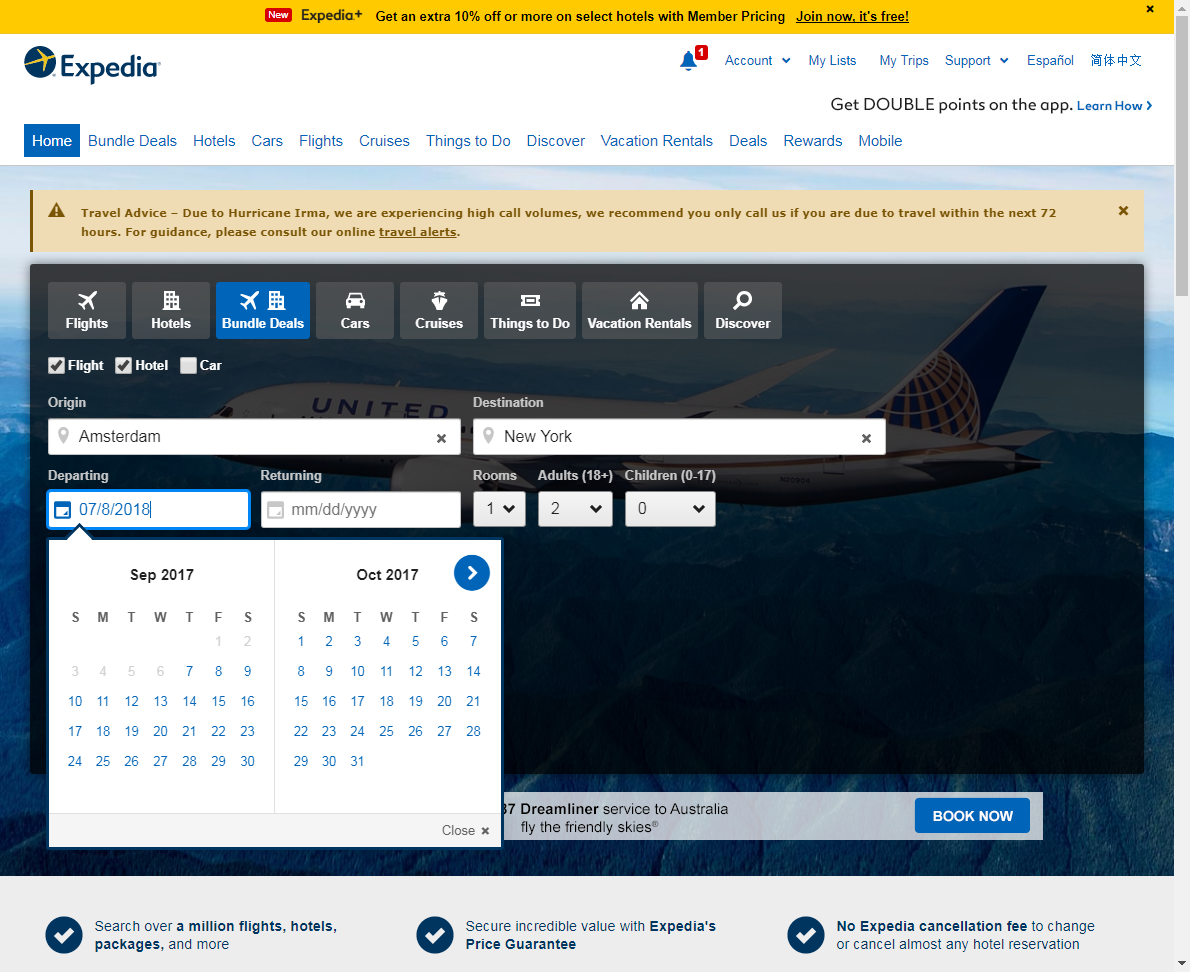 New Expedia+ Get an extra 10% off or more on select hotels with Member Pricing Join now, it's free!
Expedia
1 Account My Lists My Trips Support Español 简体中文
Get DOUBLE points on the app. Learn How
Home Bundle Deals Hotels Cars Flights Cruises Things to Do Discover Vacation Rentals Deals Rewards Mobile
Travel Advice – Due to Hurricane Irma, we are experiencing high call volumes, we recommend you only call us if you are due to travel within the next 72
hours. For guidance, please consult our online travel alerts.
Flights Hotels Bundle Deals Cars Cruises Things to Do Vacation Rentals Discover
Flight Hotel Car
UNITED
Origin Destination
Amsterdam New York
Departing Returning Rooms Adults (18+) Children (0-17)
07/8/2018 mm/dd/yyyy 1 2 0
Sep 2017 Oct 2017
S M T W T F S S M T W T F S
1 2 1 2 3 4 5 6 7
3 4 5 6 7 8 9 8 9 10 11 12 13 14
10 11 12 13 14 15 16 15 16 17 18 19 20 21
17 18 19 20 21 22 23 22 23 24 25 26 27 28
24 25 26 27 28 29 30 29 30 31
Close
37 Dreamliner service to Australia
fly the friendly skies®
BOOK NOW
Search over a million flights, hotels,
packages, and more
Secure incredible value with Expedia's
Price Guarantee
No Expedia cancellation fee to change
or cancel almost any hotel reservation